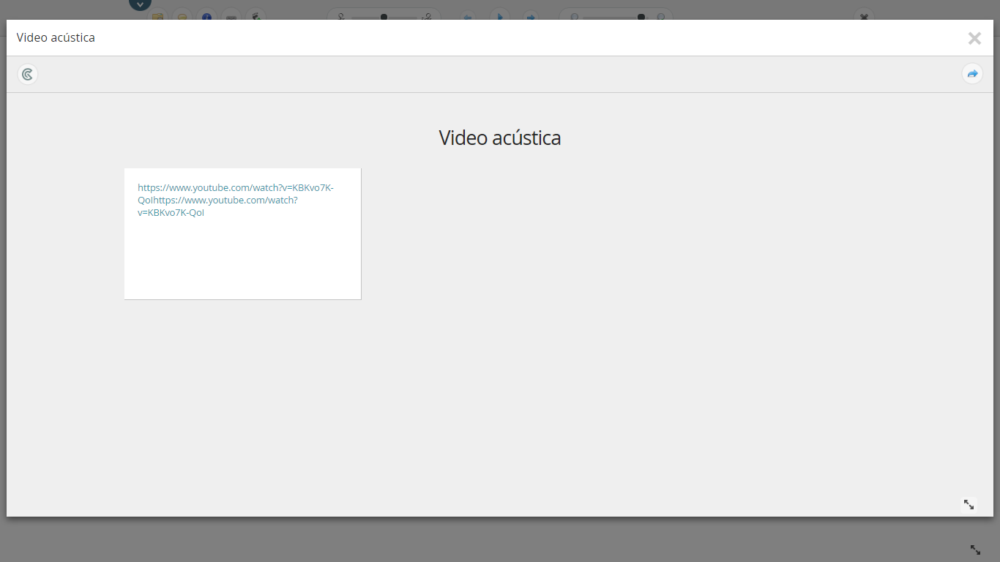 Video acústica
Video acústica
https://www.youtube.com/watch?v=KBKvo7K-
QoIhttps://www.youtube.com/watch?
v=KBKvo7K-QoI